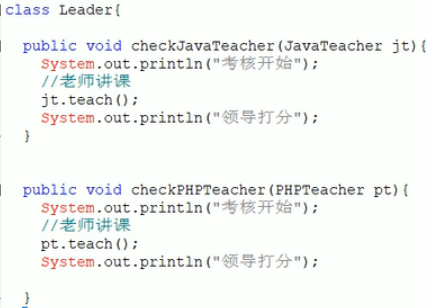 class Leader{
public void checkJavaTeacher(JavaTeacher jt){
System.out.println("考核开始");
//老师讲课
jt.teach();
System.out.println("领导打分");
}
public void checkPHPTeacher(PHPTeacher pt){
System.out.println("考核开始");
//老师讲课
pt.teach();
System.out.println("领导打分");
}